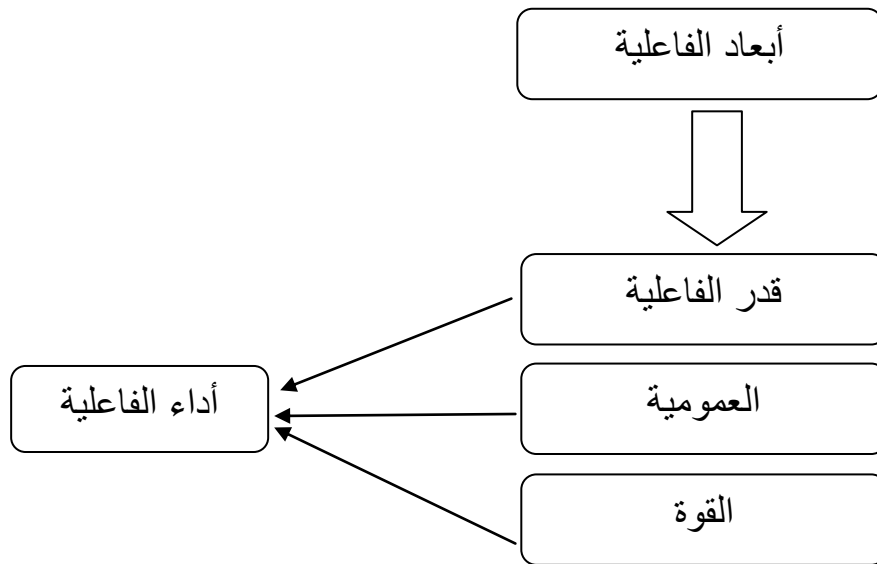 أبعاد الفاعلية
قدر الفاعلية
العمومية
أداء الفاعلية
القوة